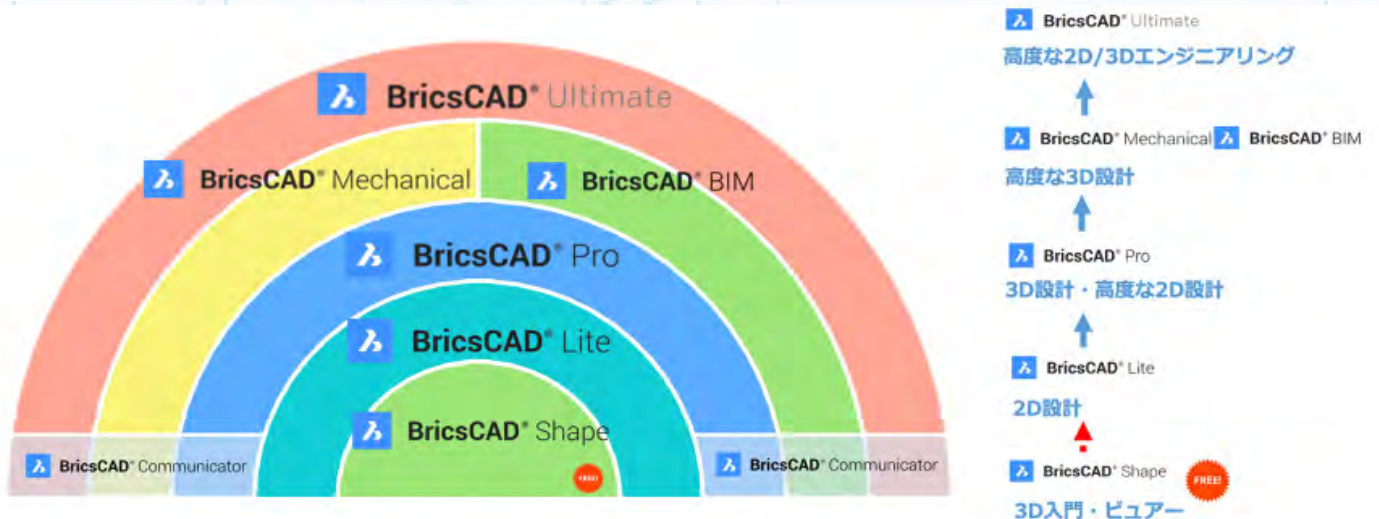 BricsCAD® Ultimate
BricsCAD® Mechanical
BricsCAD® BIM
BricsCAD® Pro
BricsCAD® Lite
BricsCAD® Shape
FREE!
BricsCAD® Communicator
BricsCAD® Communicator
BricsCAD® Ultimate
高度な2D/3Dエンジニアリング
BricsCAD® Mechanical BricsCAD® BIM
高度な3D設計
BricsCAD® Pro
3D設計・高度な2D設計
BricsCAD® Lite
2D設計
BricsCAD® Shape
FREE!
3D入門・ビュアー